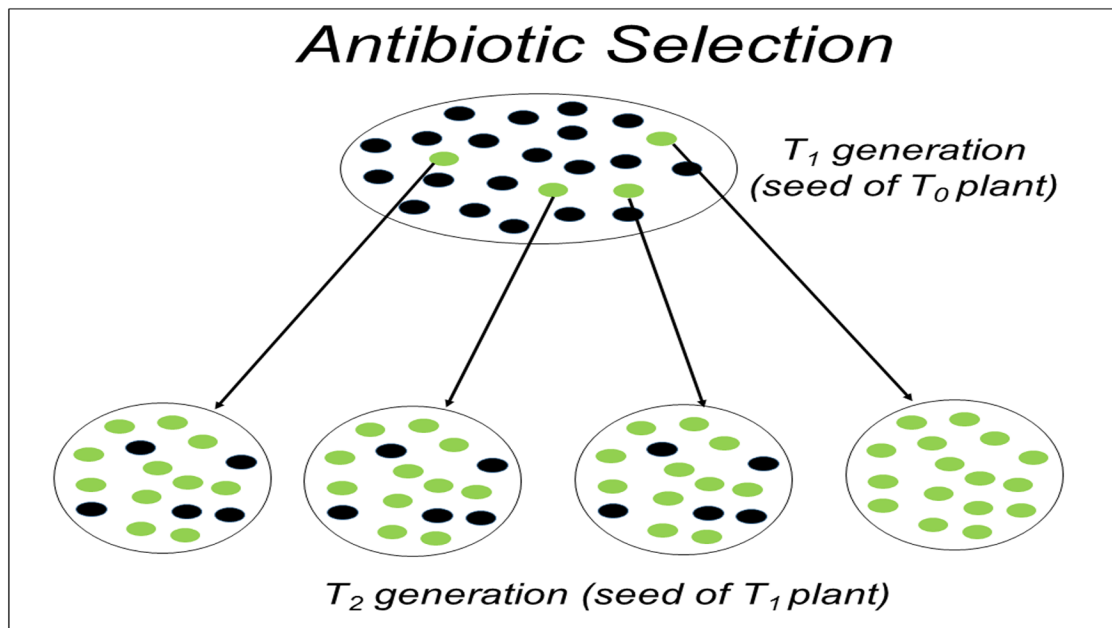 Antibiotic Selection
T1 generation
(seed of T0 plant)
T2 generation (seed of T1 plant)